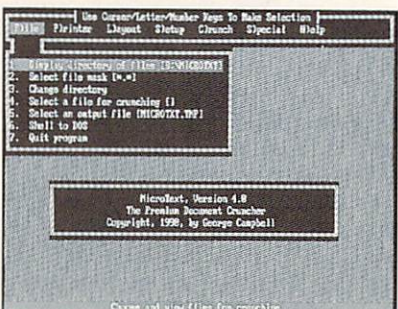 Use Cursor/Letter/Number Keys To Make Selection
File Printer Layout Setup Crunch Special Help
1. Display directory of files [G:\MICROTXT]
2. Select file mask [*.*]
3. Change directory
4. Select a file for crunching []
5. Select an output file [MICROTXT.TMP]
6. Shell to DOS
7. Quit program
MicroText, Version 4.0
The Premium Document Cruncher
Copyright, 1990, by George Campbell
Change and view files for crunching